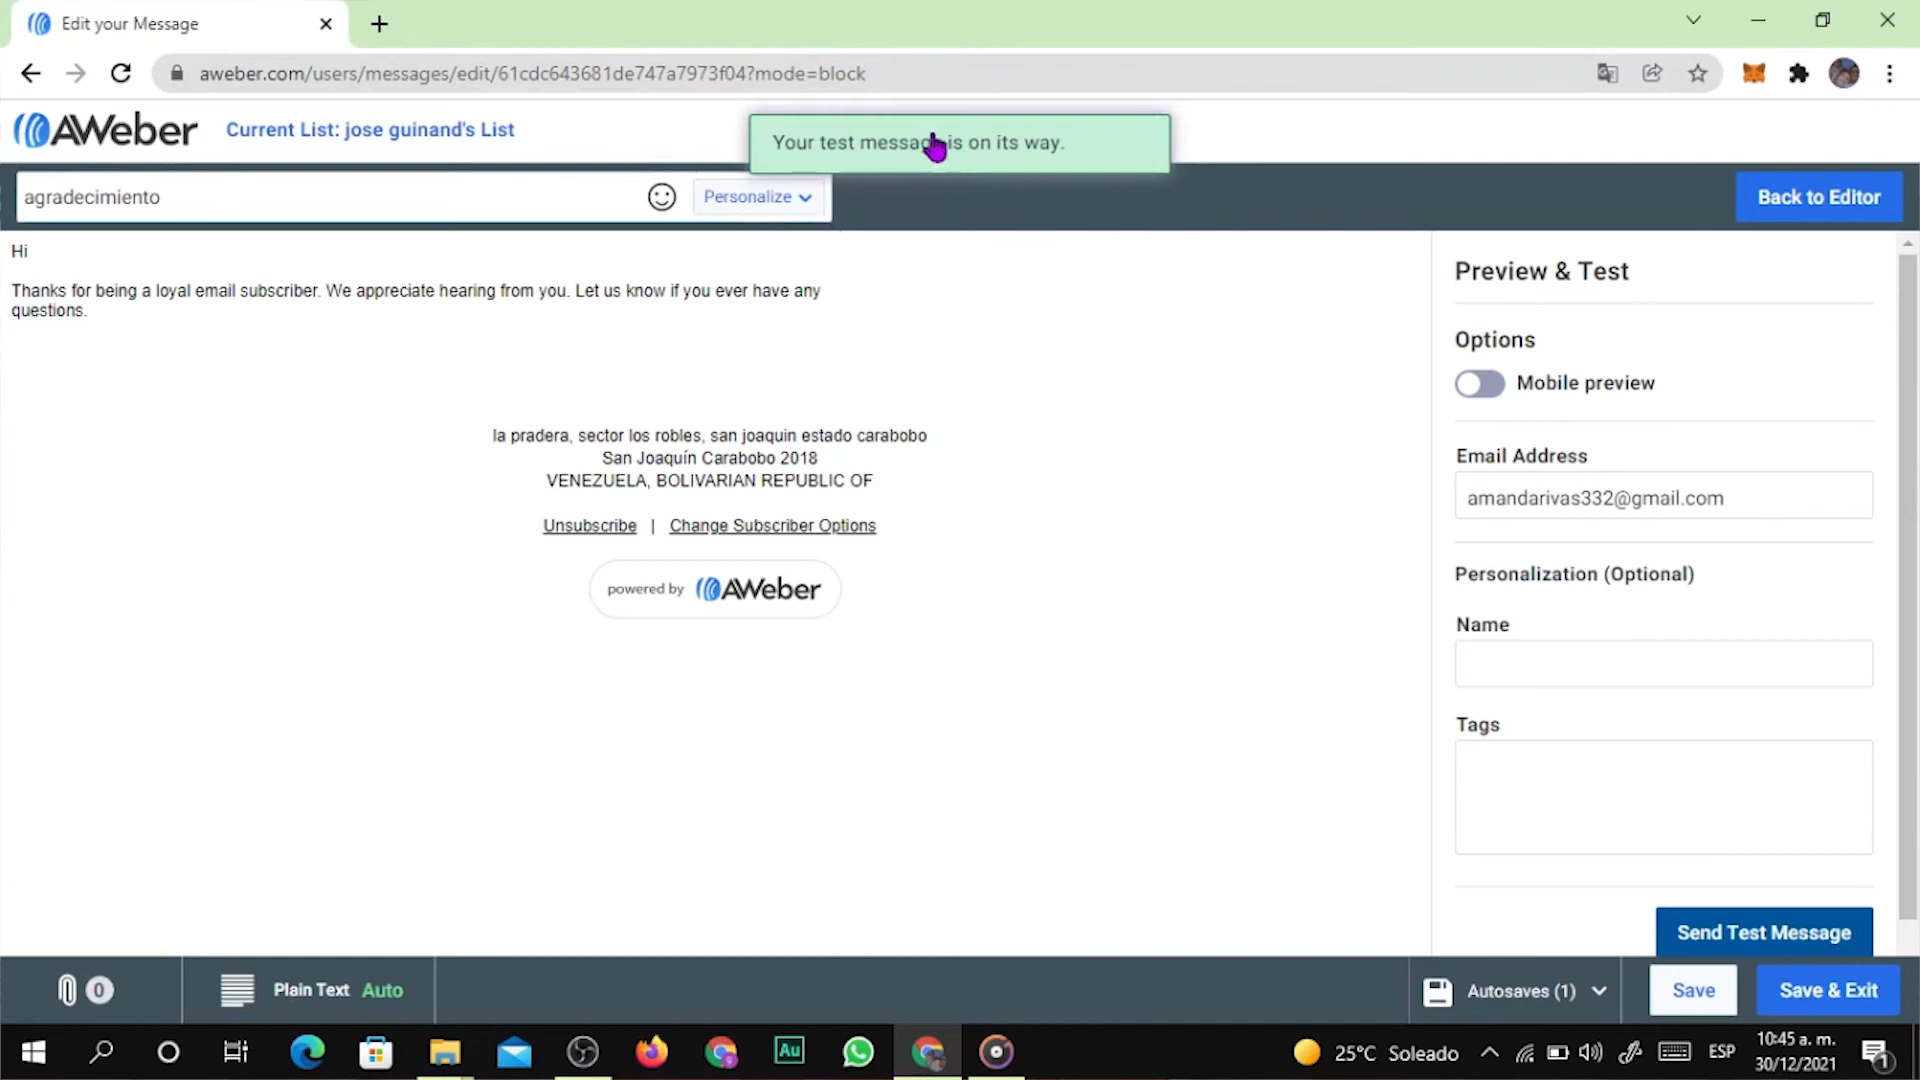 Edit your Message
aweber.com/users/messages/edit/61cdc643681de747a7973f04?mode=block
AWeber
Current List: jose guinand's List
Your test message is on its way.
agradecimiento
Personalize
Back to Editor
Hi
Thanks for being a loyal email subscriber. We appreciate hearing from you. Let us know if you ever have any
questions.
la pradera, sector los robles, san joaquin estado carabobo
San Joaquín Carabobo 2018
VENEZUELA, BOLIVARIAN REPUBLIC OF
Unsubscribe | Change Subscriber Options
powered by AWeber
Preview & Test
Options
Mobile preview
Email Address
amandarivas332@gmail.com
Personalization (Optional)
Name
Tags
Send Test Message
0
Plain Text Auto
Autosaves (1)
Save
Save & Exit
Au
25°C Soleado
ESP
10:45 a. m.
30/12/2021
1